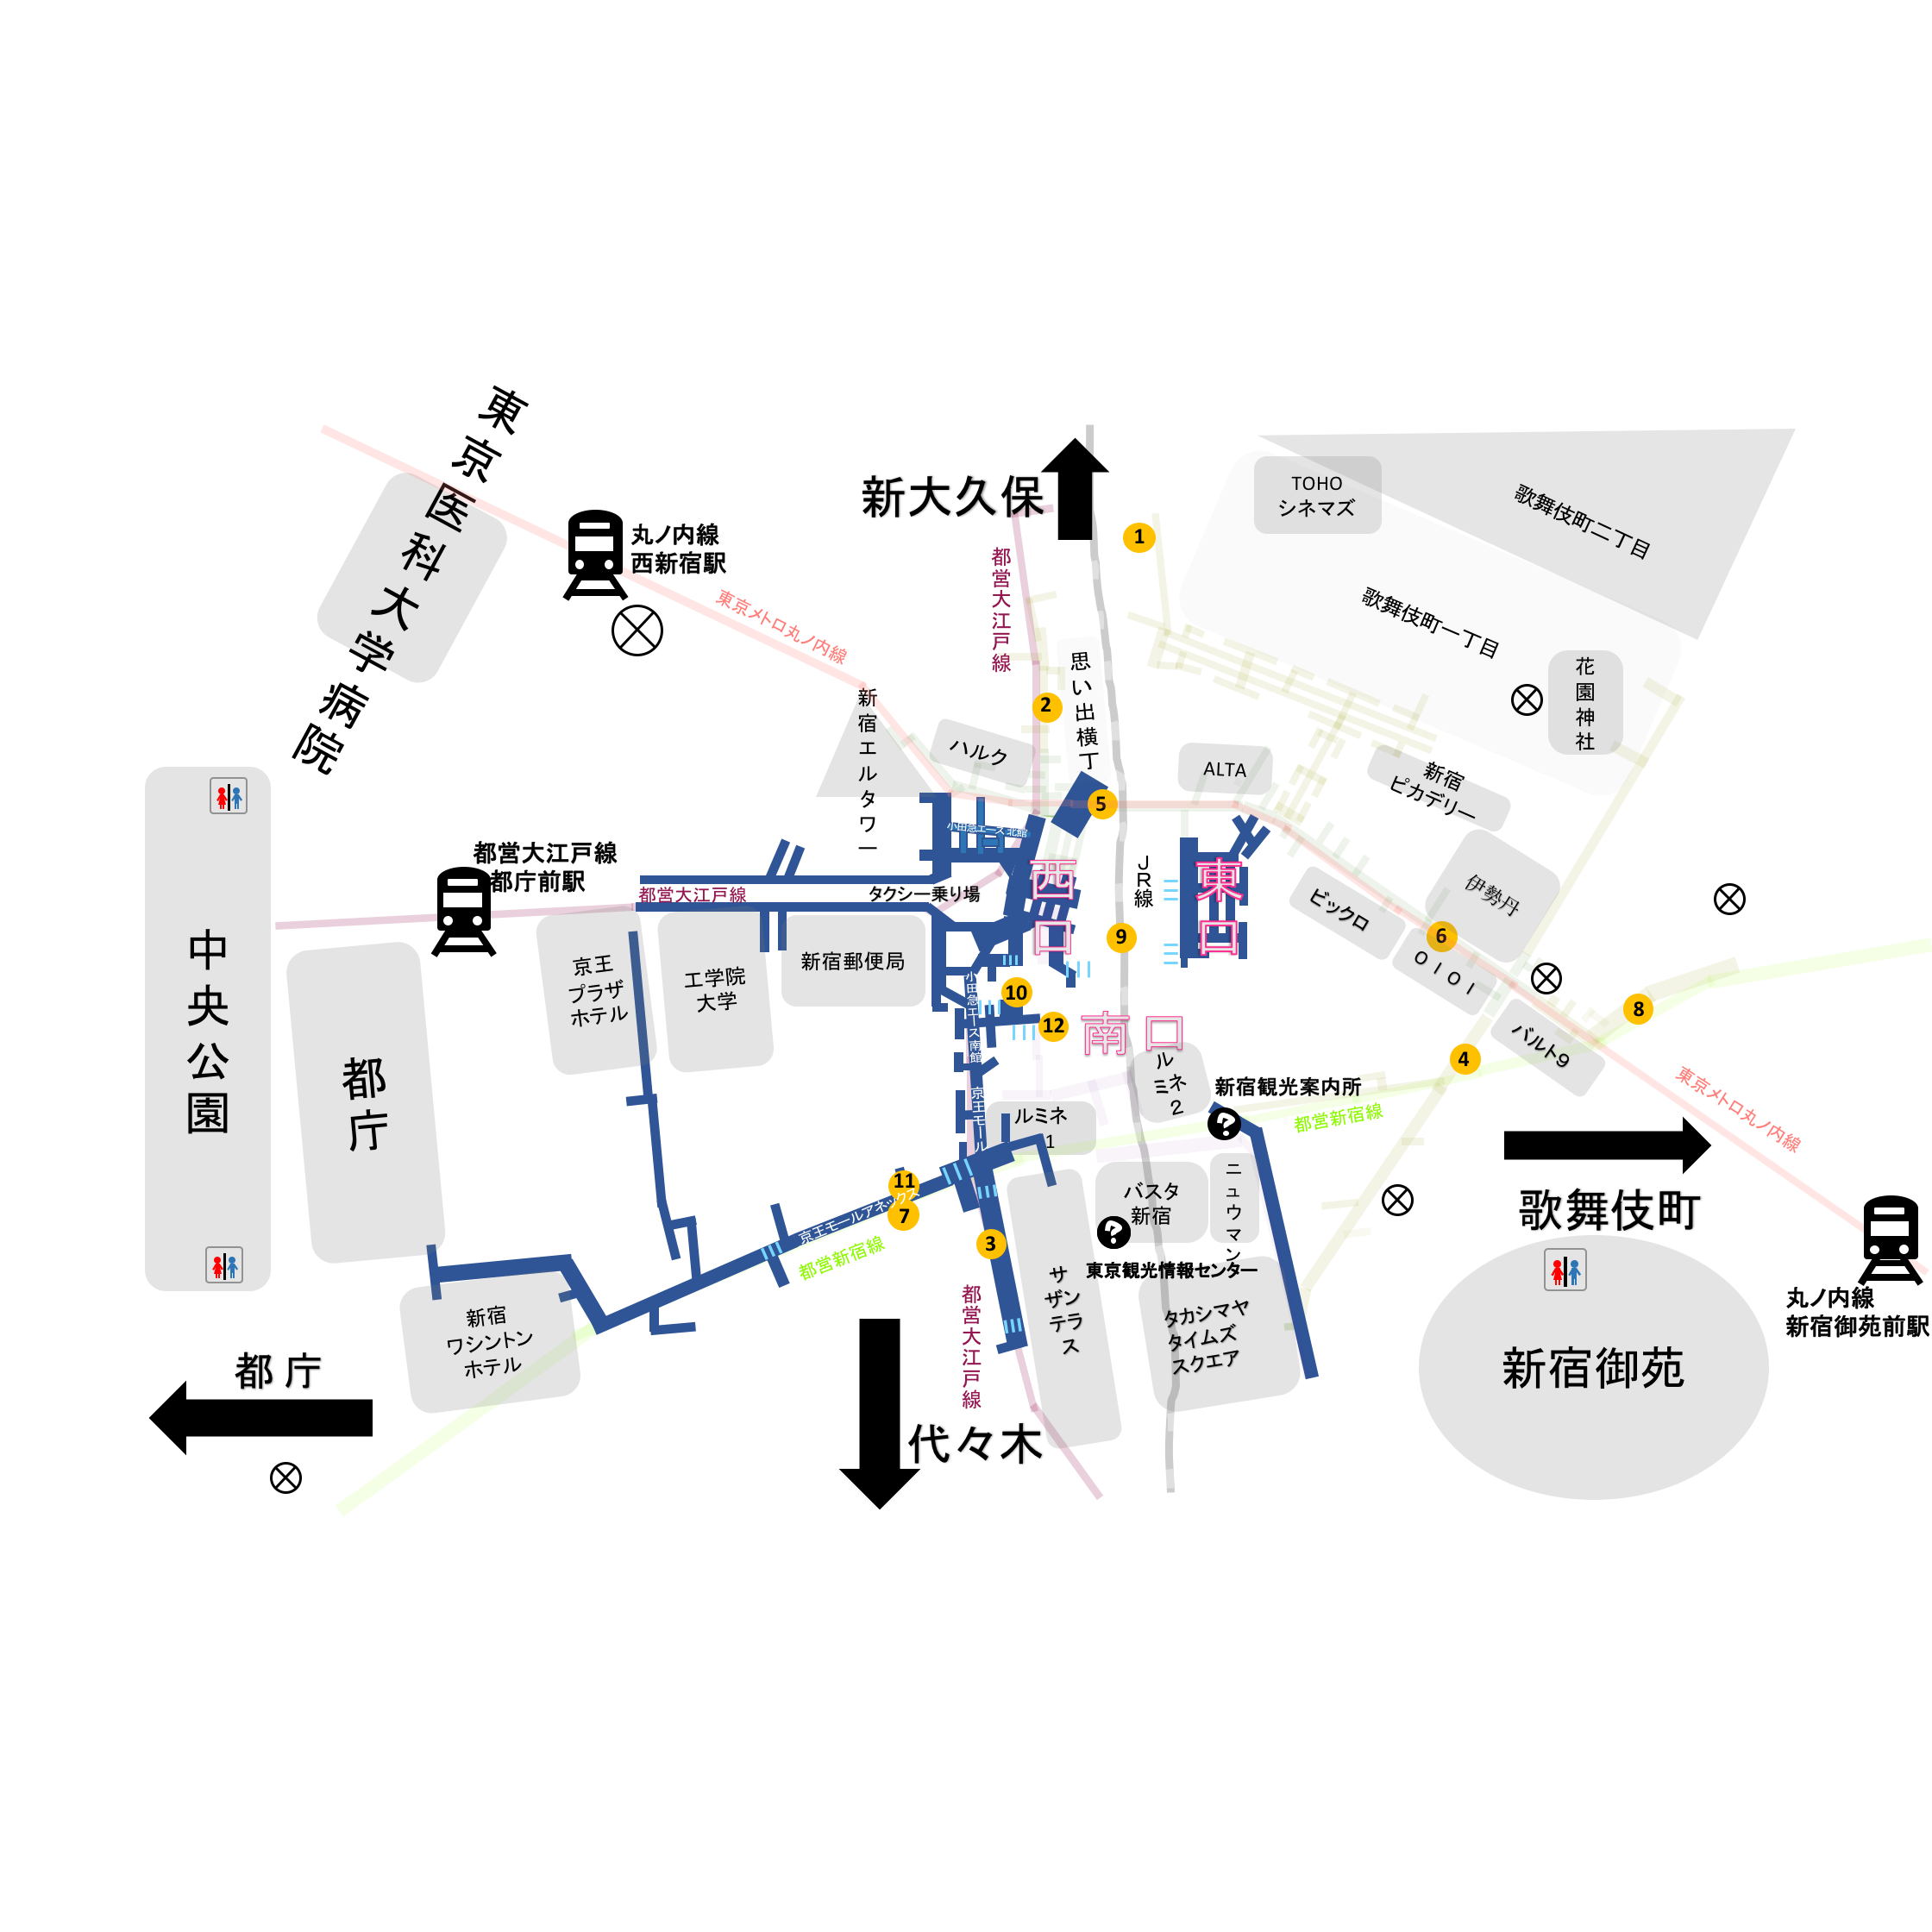 東京医科大学病院
丸ノ内線
西新宿駅
東京メトロ丸ノ内線
新大久保
都営大江戸線
1
TOHO
シネマズ
歌舞伎町二丁目
歌舞伎町一丁目
花園神社
思い出横丁
2
新宿エルタワー
ハルク
ALTA
新宿
ピカデリー
5
小田急エース 北館
都営大江戸線
都庁前駅
都営大江戸線
タクシー乗り場
西口
JR線
東口
ビックロ
伊勢丹
6
OIOI
バルト9
8
4
中央公園
都庁
京王
プラザ
ホテル
工学院
大学
新宿郵便局
小田急エース 南館
9
10
12
南口
ルミネ
2
新宿観光案内所
都営新宿線
東京メトロ丸ノ内線
京王モール
ルミネ
1
11
7
京王モールアネックス
都営新宿線
3
バスタ
新宿
ニュウマン
東京観光情報センター
サザンテラス
タカシマヤ
タイムズ
スクエア
歌舞伎町
丸ノ内線
新宿御苑前駅
新宿御苑
新宿
ワシントン
ホテル
都庁
都営大江戸線
代々木